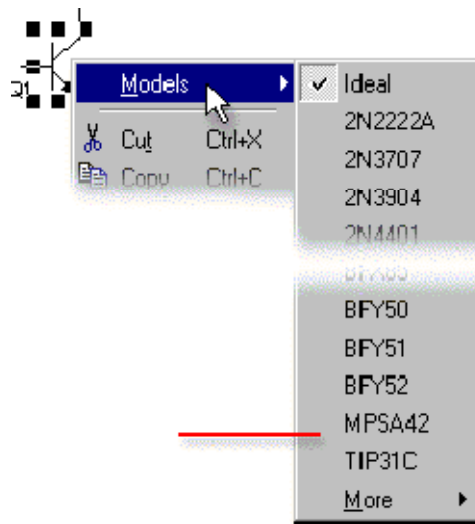 Q1
Models
Cut Ctrl+X
Copy Ctrl+C
Ideal
2N2222A
2N3707
2N3904
2N4401
BFY50
BFY51
BFY52
MPSA42
TIP31C
More